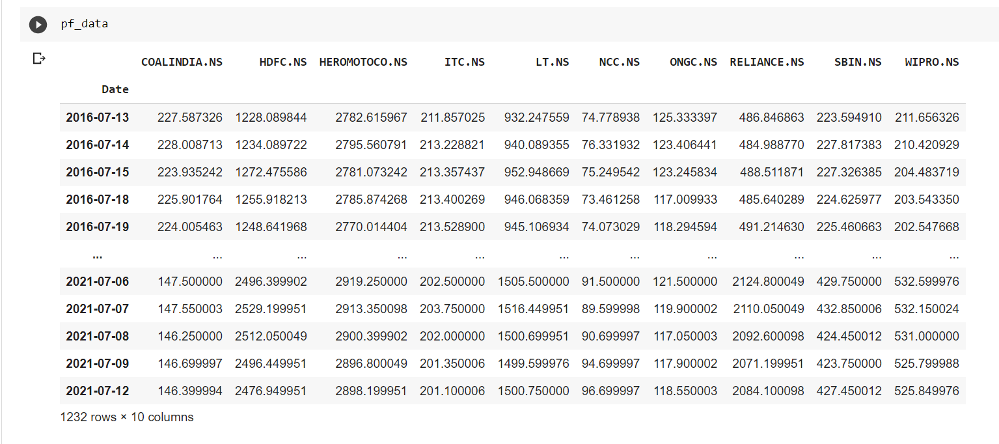 pf_data
COALINDIA.NS HDFC.NS HEROMOTOCO.NS ITC.NS LT.NS NCC.NS ONGC.NS RELIANCE.NS SBIN.NS WIPRO.NS
Date
2016-07-13 227.587326 1228.089844 2782.615967 211.857025 932.247559 74.778938 125.333397 486.846863 223.594910 211.656326
2016-07-14 228.008713 1234.089722 2795.560791 213.228821 940.089355 76.331932 123.406441 484.988770 227.817383 210.420929
2016-07-15 223.935242 1272.475586 2781.073242 213.357437 952.948669 75.249542 123.245834 488.511871 227.326385 204.483719
2016-07-18 225.901764 1255.918213 2785.874268 213.400269 946.068359 73.461258 117.009933 485.640289 224.625977 203.543350
2016-07-19 224.005463 1248.641968 2770.014404 213.528900 945.106934 74.073029 118.294594 491.214630 225.460663 202.547668
... ... ... ... ... ... ... ... ... ... ...
2021-07-06 147.500000 2496.399902 2919.250000 202.500000 1505.500000 91.500000 121.500000 2124.800049 429.750000 532.599976
2021-07-07 147.550003 2529.199951 2913.350098 203.750000 1516.449951 89.599998 119.900002 2110.050049 432.850006 532.150024
2021-07-08 146.250000 2512.050049 2900.399902 202.000000 1500.699951 90.699997 117.050003 2092.600098 424.450012 531.000000
2021-07-09 146.699997 2496.449951 2896.800049 201.350006 1499.599976 94.699997 117.900002 2071.199951 423.750000 525.799988
2021-07-12 146.399994 2476.949951 2898.199951 201.100006 1500.750000 96.699997 118.550003 2084.100098 427.450012 525.849976
1232 rows × 10 columns